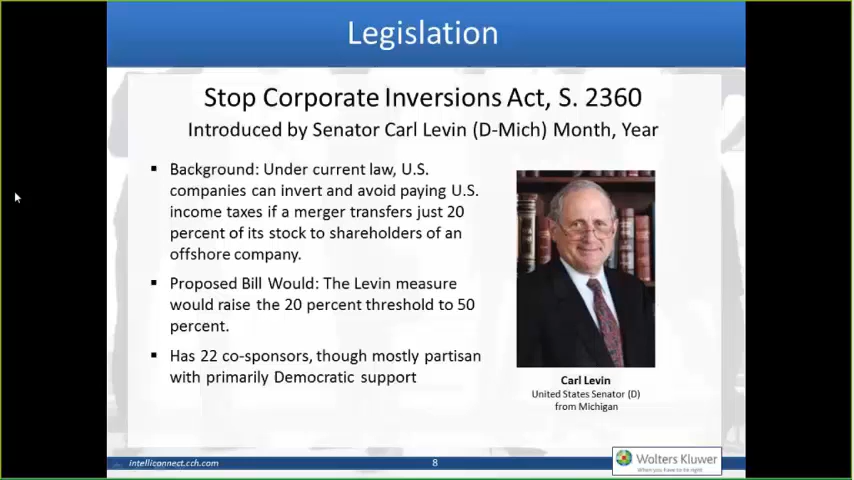 Legislation
Stop Corporate Inversions Act, S. 2360
Introduced by Senator Carl Levin (D-Mich) Month, Year
▪ Background: Under current law, U.S.
companies can invert and avoid paying U.S.
income taxes if a merger transfers just 20
percent of its stock to shareholders of an
offshore company.
▪ Proposed Bill Would: The Levin measure
would raise the 20 percent threshold to 50
percent.
▪ Has 22 co-sponsors, though mostly partisan
with primarily Democratic support
Carl Levin
United States Senator (D)
from Michigan
intelliconnect.cch.com
8
Wolters Kluwer
When you have to be right